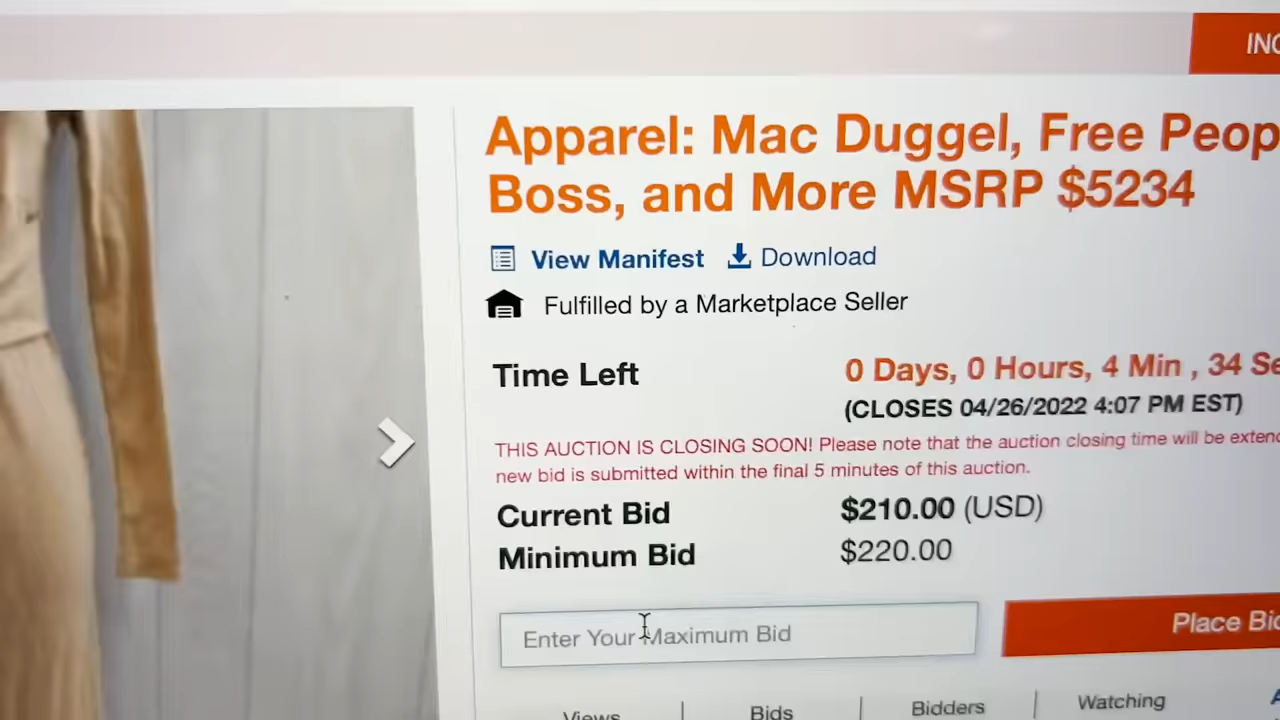 INC
Apparel: Mac Duggel, Free Peop
Boss, and More MSRP $5234
View Manifest Download
Fulfilled by a Marketplace Seller
Time Left 0 Days, 0 Hours, 4 Min , 34 Se
(CLOSES 04/26/2022 4:07 PM EST)
THIS AUCTION IS CLOSING SOON! Please note that the auction closing time will be exten
new bid is submitted within the final 5 minutes of this auction.
Current Bid $210.00 (USD)
Minimum Bid $220.00
Enter Your Maximum Bid Place Bid
Views Bids Bidders Watching